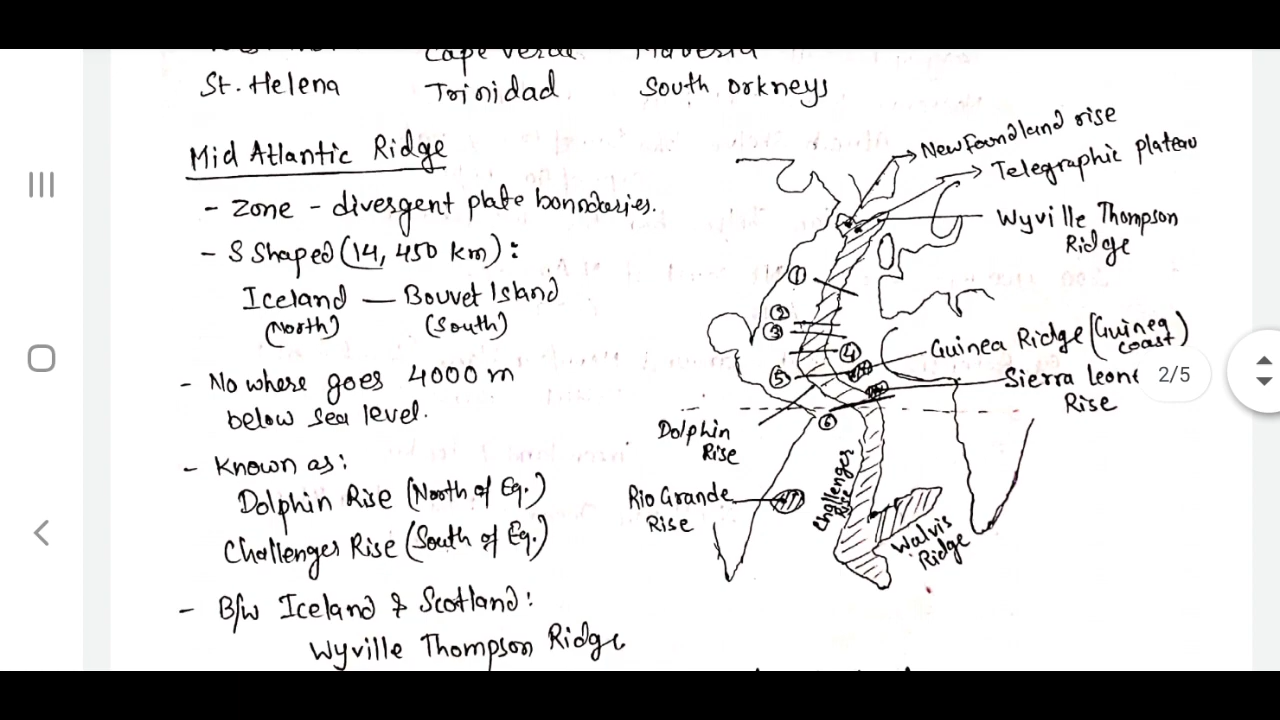 Cape Verde
St. Helena Trinidad South Orkneys
Mid Atlantic Ridge
- Zone - divergent plate bonndaries.
- S Shaped (14, 450 km) :
Iceland — Bouvet Island
(North) (South)
- No where goes 4000 m
below sea level.
- Known as :
Dolphin Rise (North of Eq.)
Challenger Rise (South of Eq.)
- B/w Iceland & Scotland :
Wyville Thompson Ridge
New Foundland rise
Telegraphic plateau
Wyville Thompson
Ridge
1
2
3
4
5
6
Guinea Ridge (Guinea
coast)
Sierra Leone
Rise
2/5
Dolphin
Rise
Rio Grande
Rise
Challenger
Rise
Walvis
Ridge